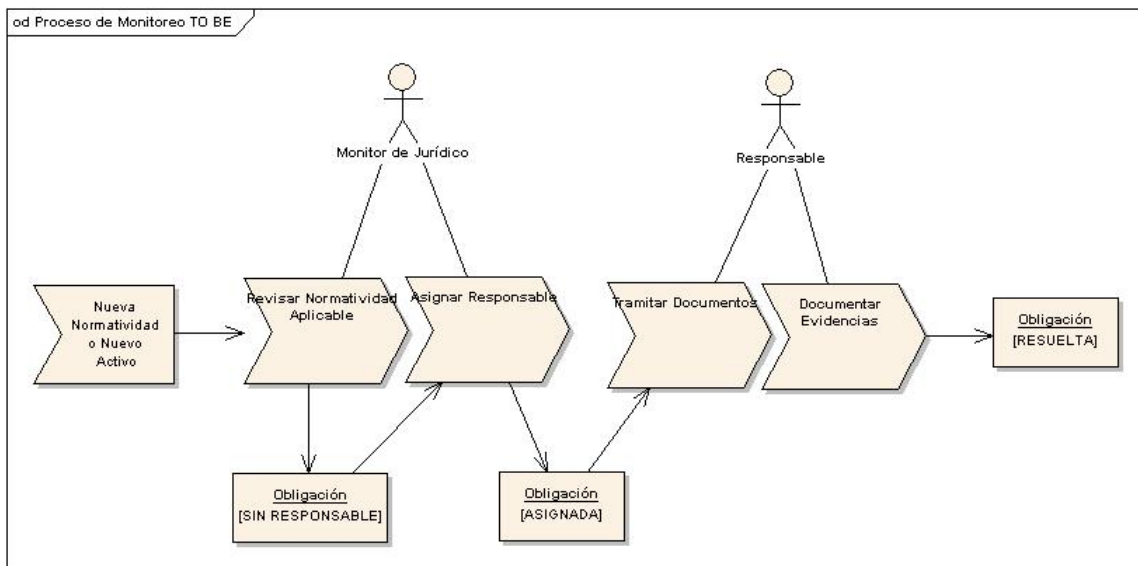 od Proceso de Monitoreo TO BE
Monitor de Jurídico
Responsable
Nueva
Normatividad
o Nuevo
Activo
Revisar Normatividad
Aplicable
Asignar Responsable
Tramitar Documentos
Documentar
Evidencias
Obligación
[RESUELTA]
Obligación
[SIN RESPONSABLE]
Obligación
[ASIGNADA]